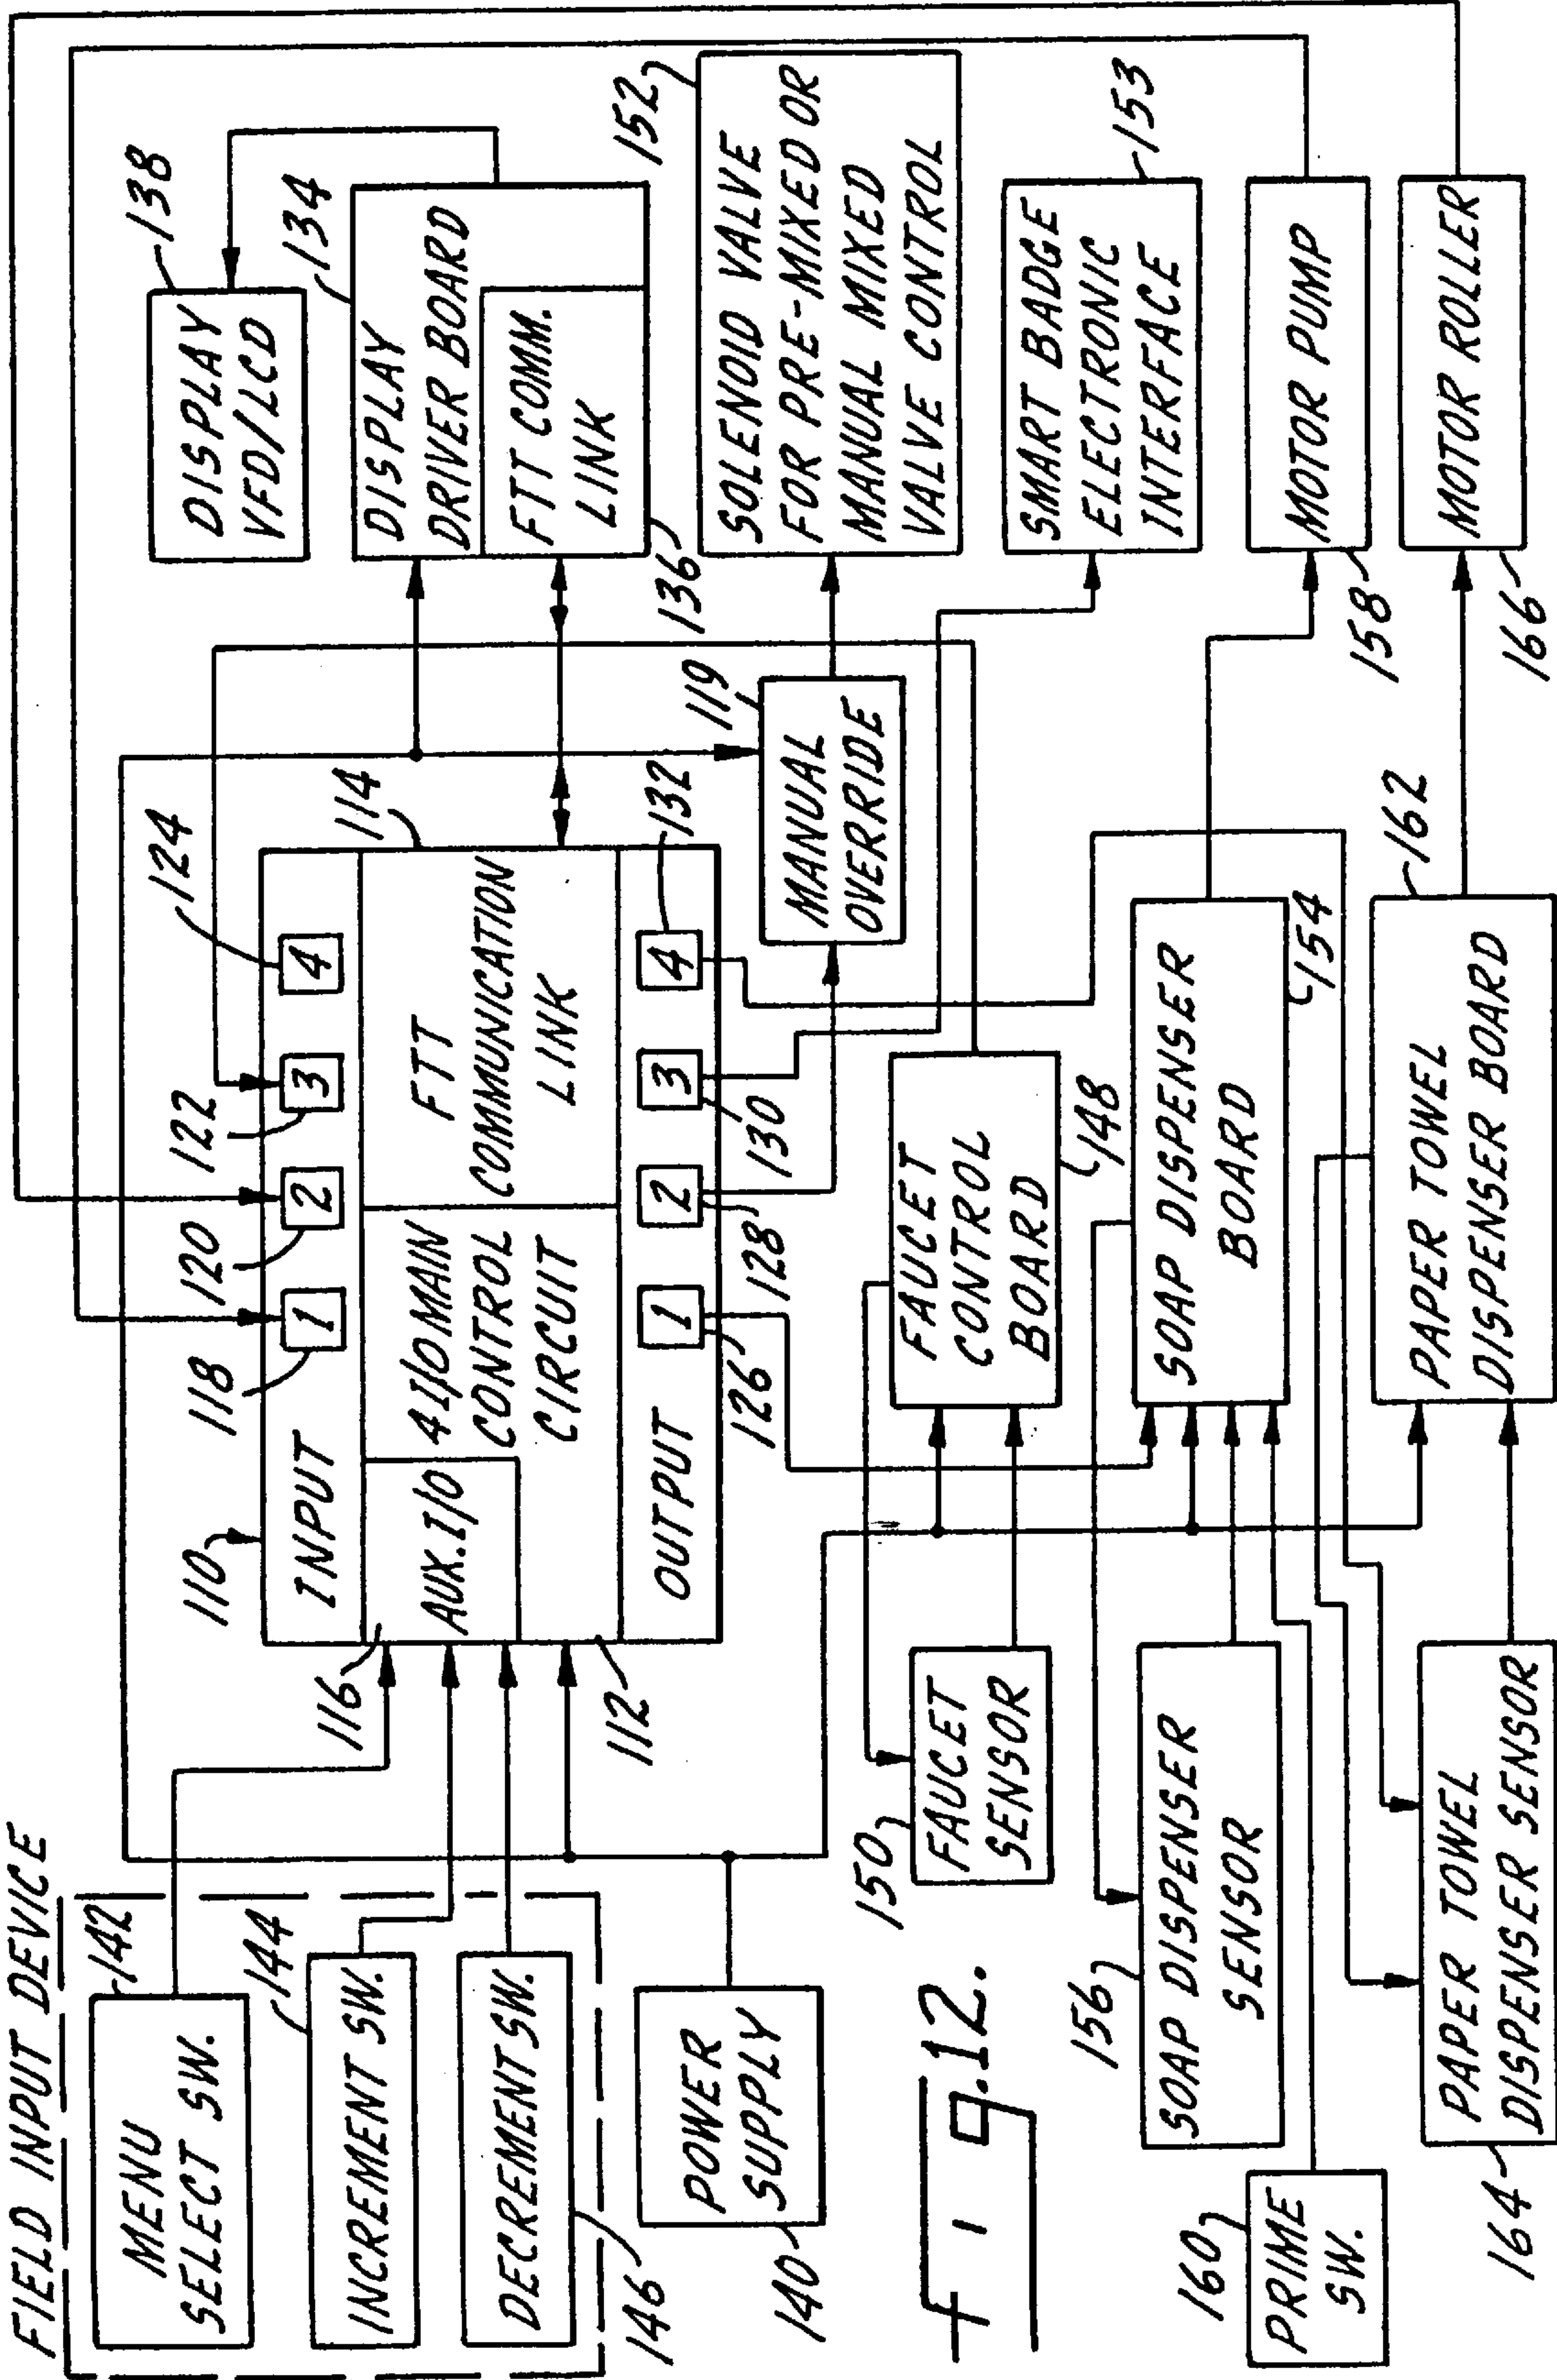 FIELD INPUT DEVICE
MENU
SELECT SW.
142
INCREMENT SW.
144
DECREMENT SW.
146
POWER
SUPPLY
140
110
INPUT
1
2
3
4
118
120
122
124
116
AUX. I/O
4 I/O MAIN
CONTROL
CIRCUIT
112
FTT
COMMUNICATION
LINK
114
OUTPUT
1
2
3
4
126
128
130
132
DISPLAY
VFD/LCD
138
DISPLAY
DRIVER BOARD
134
FTT COMM.
LINK
136
MANUAL
OVERRIDE
119
SOLENOID VALVE
FOR PRE-MIXED OR
MANUAL MIXED
VALVE CONTROL
152
SMART BADGE
ELECTRONIC
INTERFACE
153
FAUCET
SENSOR
150
FAUCET
CONTROL
BOARD
148
SOAP DISPENSER
SENSOR
156
SOAP DISPENSER
BOARD
154
MOTOR PUMP
158
PRIME
SW.
160
PAPER TOWEL
DISPENSER SENSOR
164
PAPER TOWEL
DISPENSER BOARD
162
MOTOR ROLLER
166
Fig.12.